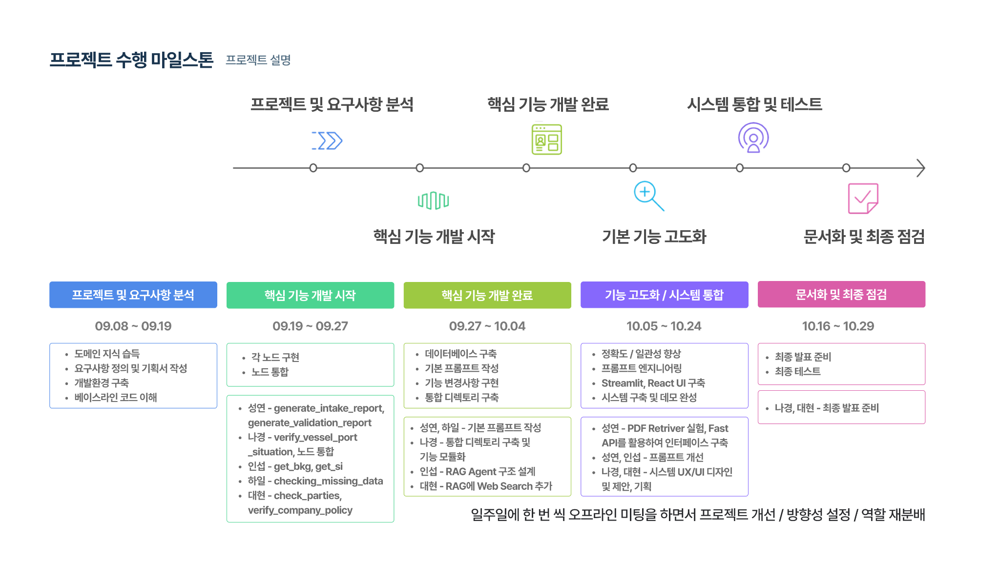 프로젝트 수행 마일스톤 프로젝트 설명
프로젝트 및 요구사항 분석
핵심 기능 개발 완료
시스템 통합 및 테스트
핵심 기능 개발 시작
기본 기능 고도화
문서화 및 최종 점검
프로젝트 및 요구사항 분석
09.08 ~ 09.19
• 도메인 지식 습득
• 요구사항 정의 및 기획서 작성
• 개발환경 구축
• 베이스라인 코드 이해
핵심 기능 개발 시작
09.19 ~ 09.27
• 각 노드 구현
• 노드 통합
• 성연 - generate_intake_report,
generate_validation_report
• 나경 - verify_vessel_port
_situation, 노드 통합
• 인섭 - get_bkg, get_si
• 하일 - checking_missing_data
• 대현 - check_parties,
verify_company_policy
핵심 기능 개발 완료
09.27 ~ 10.04
• 데이터베이스 구축
• 기본 프롬프트 작성
• 기능 변경사항 구현
• 통합 디렉토리 구축
• 성연, 하일 - 기본 프롬프트 작성
• 나경 - 통합 디렉토리 구축 및
기능 모듈화
• 인섭 - RAG Agent 구조 설계
• 대현 - RAG에 Web Search 추가
기능 고도화 / 시스템 통합
10.05 ~ 10.24
• 정확도 / 일관성 향상
• 프롬프트 엔지니어링
• Streamlit, React UI 구축
• 시스템 구축 및 데모 완성
• 성연 - PDF Retriver 실험, Fast
API를 활용하여 인터페이스 구축
• 성연, 인섭 - 프롬프트 개선
• 나경, 대현 - 시스템 UX/UI 디자인
및 제안, 기획
문서화 및 최종 점검
10.16 ~ 10.29
• 최종 발표 준비
• 최종 테스트
• 나경, 대현 - 최종 발표 준비
일주일에 한 번 씩 오프라인 미팅을 하면서 프로젝트 개선 / 방향성 설정 / 역할 재분배